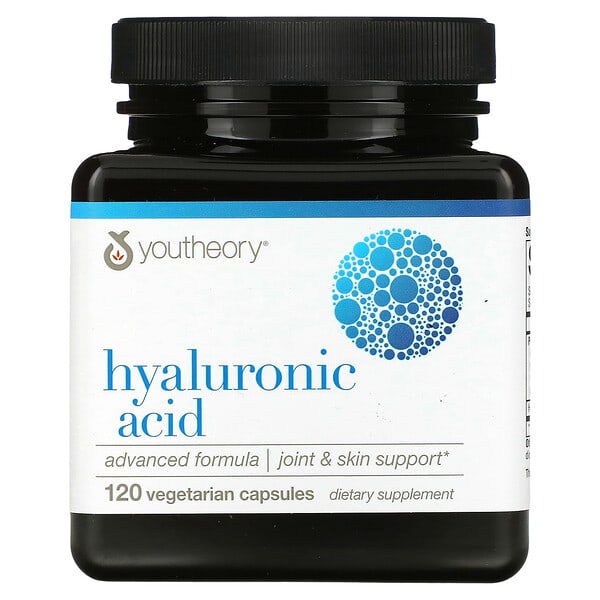 youtheory®
hyaluronic
acid
advanced formula | joint & skin support*
120 vegetarian capsules dietary supplement